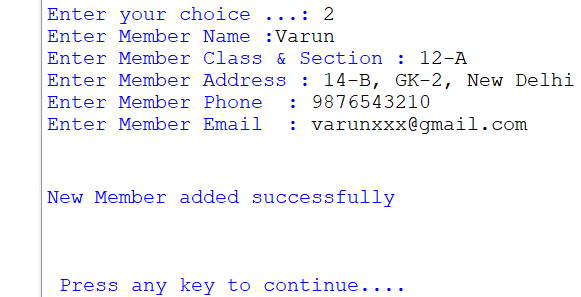 Enter your choice ...: 2
Enter Member Name :Varun
Enter Member Class & Section : 12-A
Enter Member Address : 14-B, GK-2, New Delhi
Enter Member Phone  : 9876543210
Enter Member Email  : varunxxx@gmail.com
New Member added successfully
Press any key to continue....